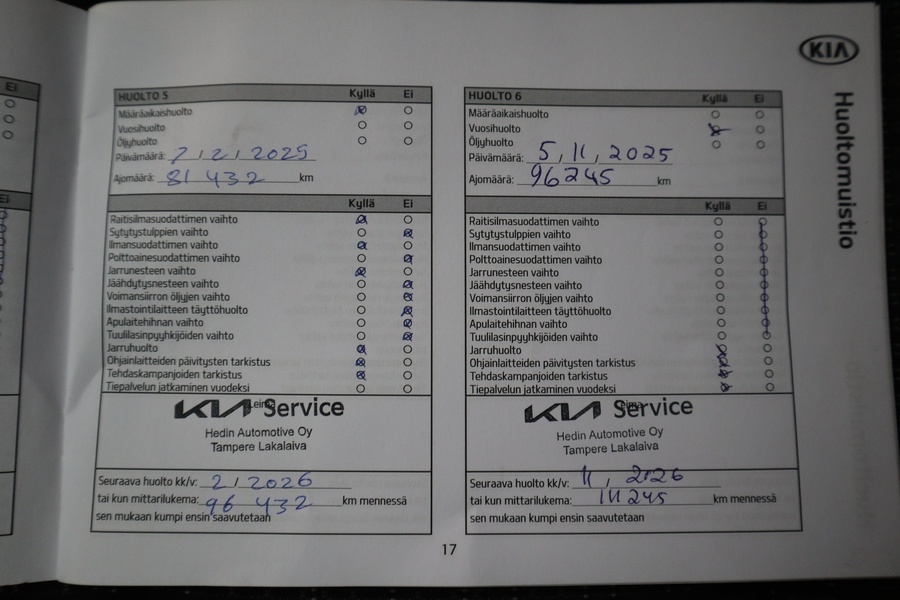 KIA
Huoltomuistio
Ei
Ei
HUOLTO 5 Kyllä Ei
Määräaikaishuolto
Vuosihuolto
Öljyhuolto
Päivämäärä: 7 / 2 / 2025
Ajomäärä: 81 432 km
Kyllä Ei
Raitisilmasuodattimen vaihto
Sytytystulppien vaihto
Ilmansuodattimen vaihto
Polttoainesuodattimen vaihto
Jarrunesteen vaihto
Jäähdytysnesteen vaihto
Voimansiirron öljyjen vaihto
Ilmastointilaitteen täyttöhuolto
Apulaitehihnan vaihto
Tuulilasinpyyhkijöiden vaihto
Jarruhuolto
Ohjainlaitteiden päivitysten tarkistus
Tehdaskampanjoiden tarkistus
Tiepalvelun jatkaminen vuodeksi
Leima
KIA Service
Hedin Automotive Oy
Tampere Lakalaiva
Seuraava huolto kk/v: 2 / 2026
tai kun mittarilukema: 96 432 km mennessä
sen mukaan kumpi ensin saavutetaan
HUOLTO 6 Kyllä Ei
Määräaikaishuolto
Vuosihuolto
Öljyhuolto
Päivämäärä: 5 / 11 / 2025
Ajomäärä: 96245 km
Kyllä Ei
Raitisilmasuodattimen vaihto
Sytytystulppien vaihto
Ilmansuodattimen vaihto
Polttoainesuodattimen vaihto
Jarrunesteen vaihto
Jäähdytysnesteen vaihto
Voimansiirron öljyjen vaihto
Ilmastointilaitteen täyttöhuolto
Apulaitehihnan vaihto
Tuulilasinpyyhkijöiden vaihto
Jarruhuolto
Ohjainlaitteiden päivitysten tarkistus
Tehdaskampanjoiden tarkistus
Tiepalvelun jatkaminen vuodeksi
Leima
KIA Service
Hedin Automotive Oy
Tampere Lakalaiva
Seuraava huolto kk/v: 11 / 2026
tai kun mittarilukema: 111245 km mennessä
sen mukaan kumpi ensin saavutetaan
17